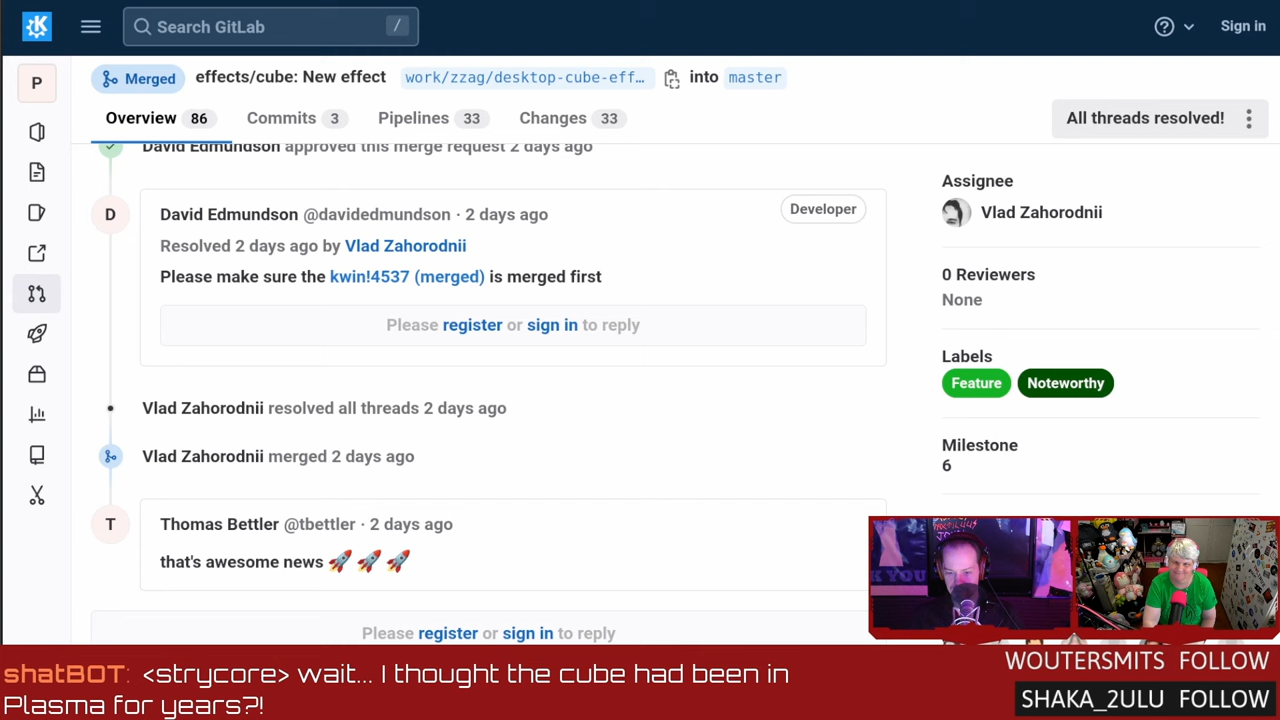 Search GitLab
/
Sign in
P
Merged
effects/cube: New effect
work/zzag/desktop-cube-eff…
into
master
Overview 86
Commits 3
Pipelines 33
Changes 33
All threads resolved!
David Edmundson approved this merge request 2 days ago
D
David Edmundson @davidedmundson · 2 days ago
Developer
Resolved 2 days ago by Vlad Zahorodnii
Please make sure the kwin!4537 (merged) is merged first
Please register or sign in to reply
Vlad Zahorodnii resolved all threads 2 days ago
Vlad Zahorodnii merged 2 days ago
T
Thomas Bettler @tbettler · 2 days ago
that's awesome news 🚀 🚀 🚀
Please register or sign in to reply
Assignee
Vlad Zahorodnii
0 Reviewers
None
Labels
Feature
Noteworthy
Milestone
6
shatBOT: <strycore> wait... I thought the cube had been in
Plasma for years?!
WOUTERSMITS FOLLOW
SHAKA_2ULU FOLLOW